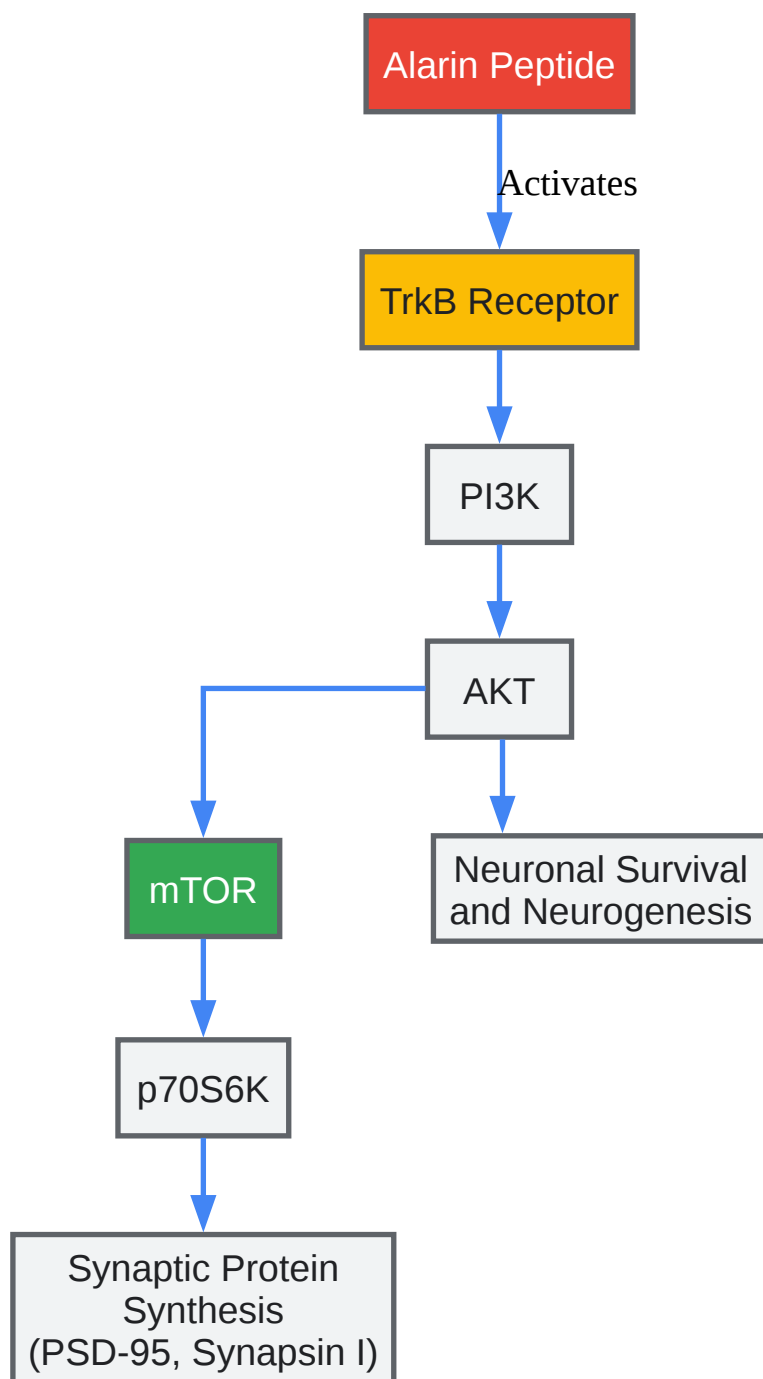 Alarin Peptide
Activates
TrkB Receptor
PI3K
AKT
mTOR
Neuronal Survival
and Neurogenesis
p70S6K
Synaptic Protein
Synthesis
(PSD-95, Synapsin I)